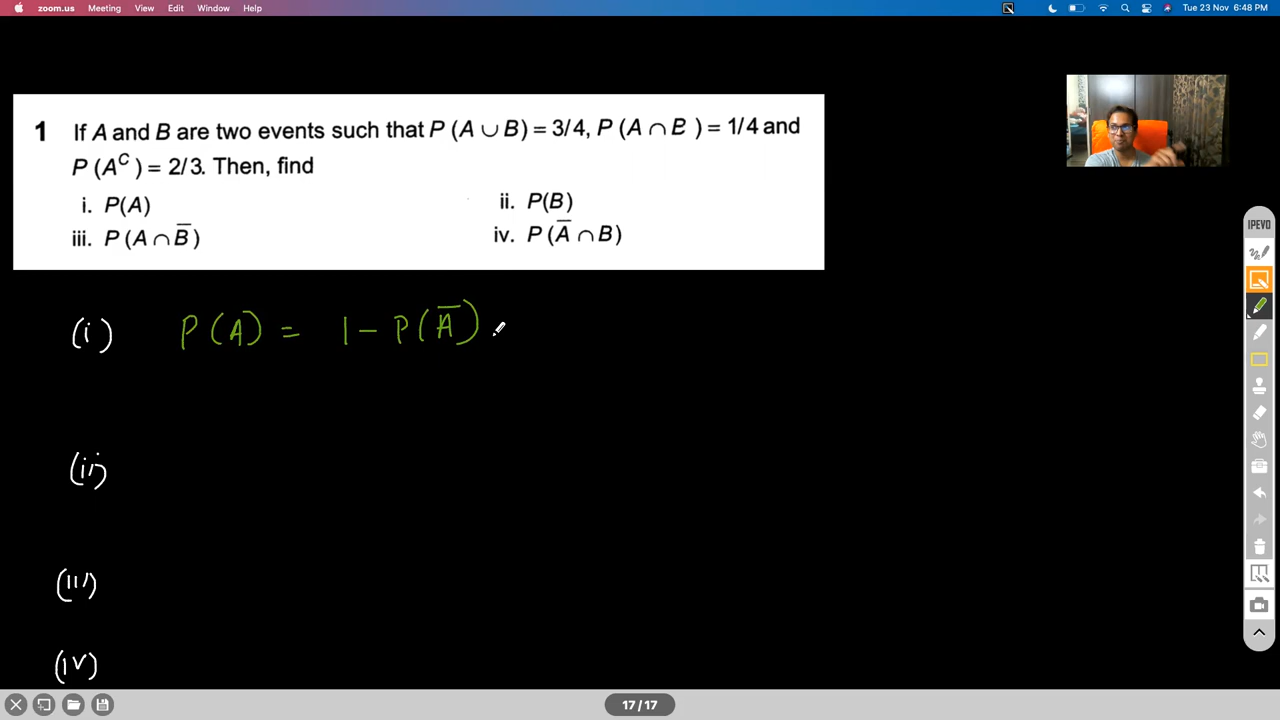 zoom.us Meeting View Edit Window Help Tue 23 Nov 6:48 PM
1 If A and B are two events such that P (A ∪ B) = 3/4, P (A ∩ B ) = 1/4 and
P (Aᶜ ) = 2/3. Then, find
i. P(A) ii. P(B)
iii. P (A ∩ B̅ ) iv. P (A̅ ∩ B)
IPEVO
(i) P(A) = 1 − P(A̅)
(ii)
(iii)
(iv)
17 / 17